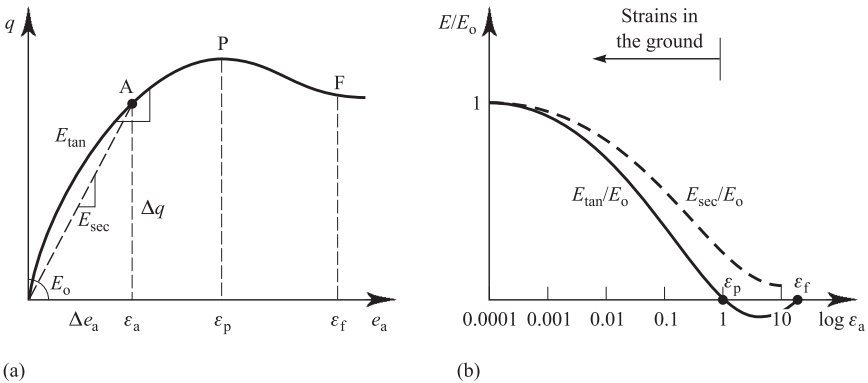 q
P
A
F
E_tan
Δq
E_sec
E_o
Δe_a
ε_a
ε_p
ε_f
e_a
(a)
Strains in
the ground
E/E_o
1
E_tan/E_o
E_sec/E_o
ε_p
ε_f
0.0001 0.001 0.01 0.1 1 10 log ε_a
(b)